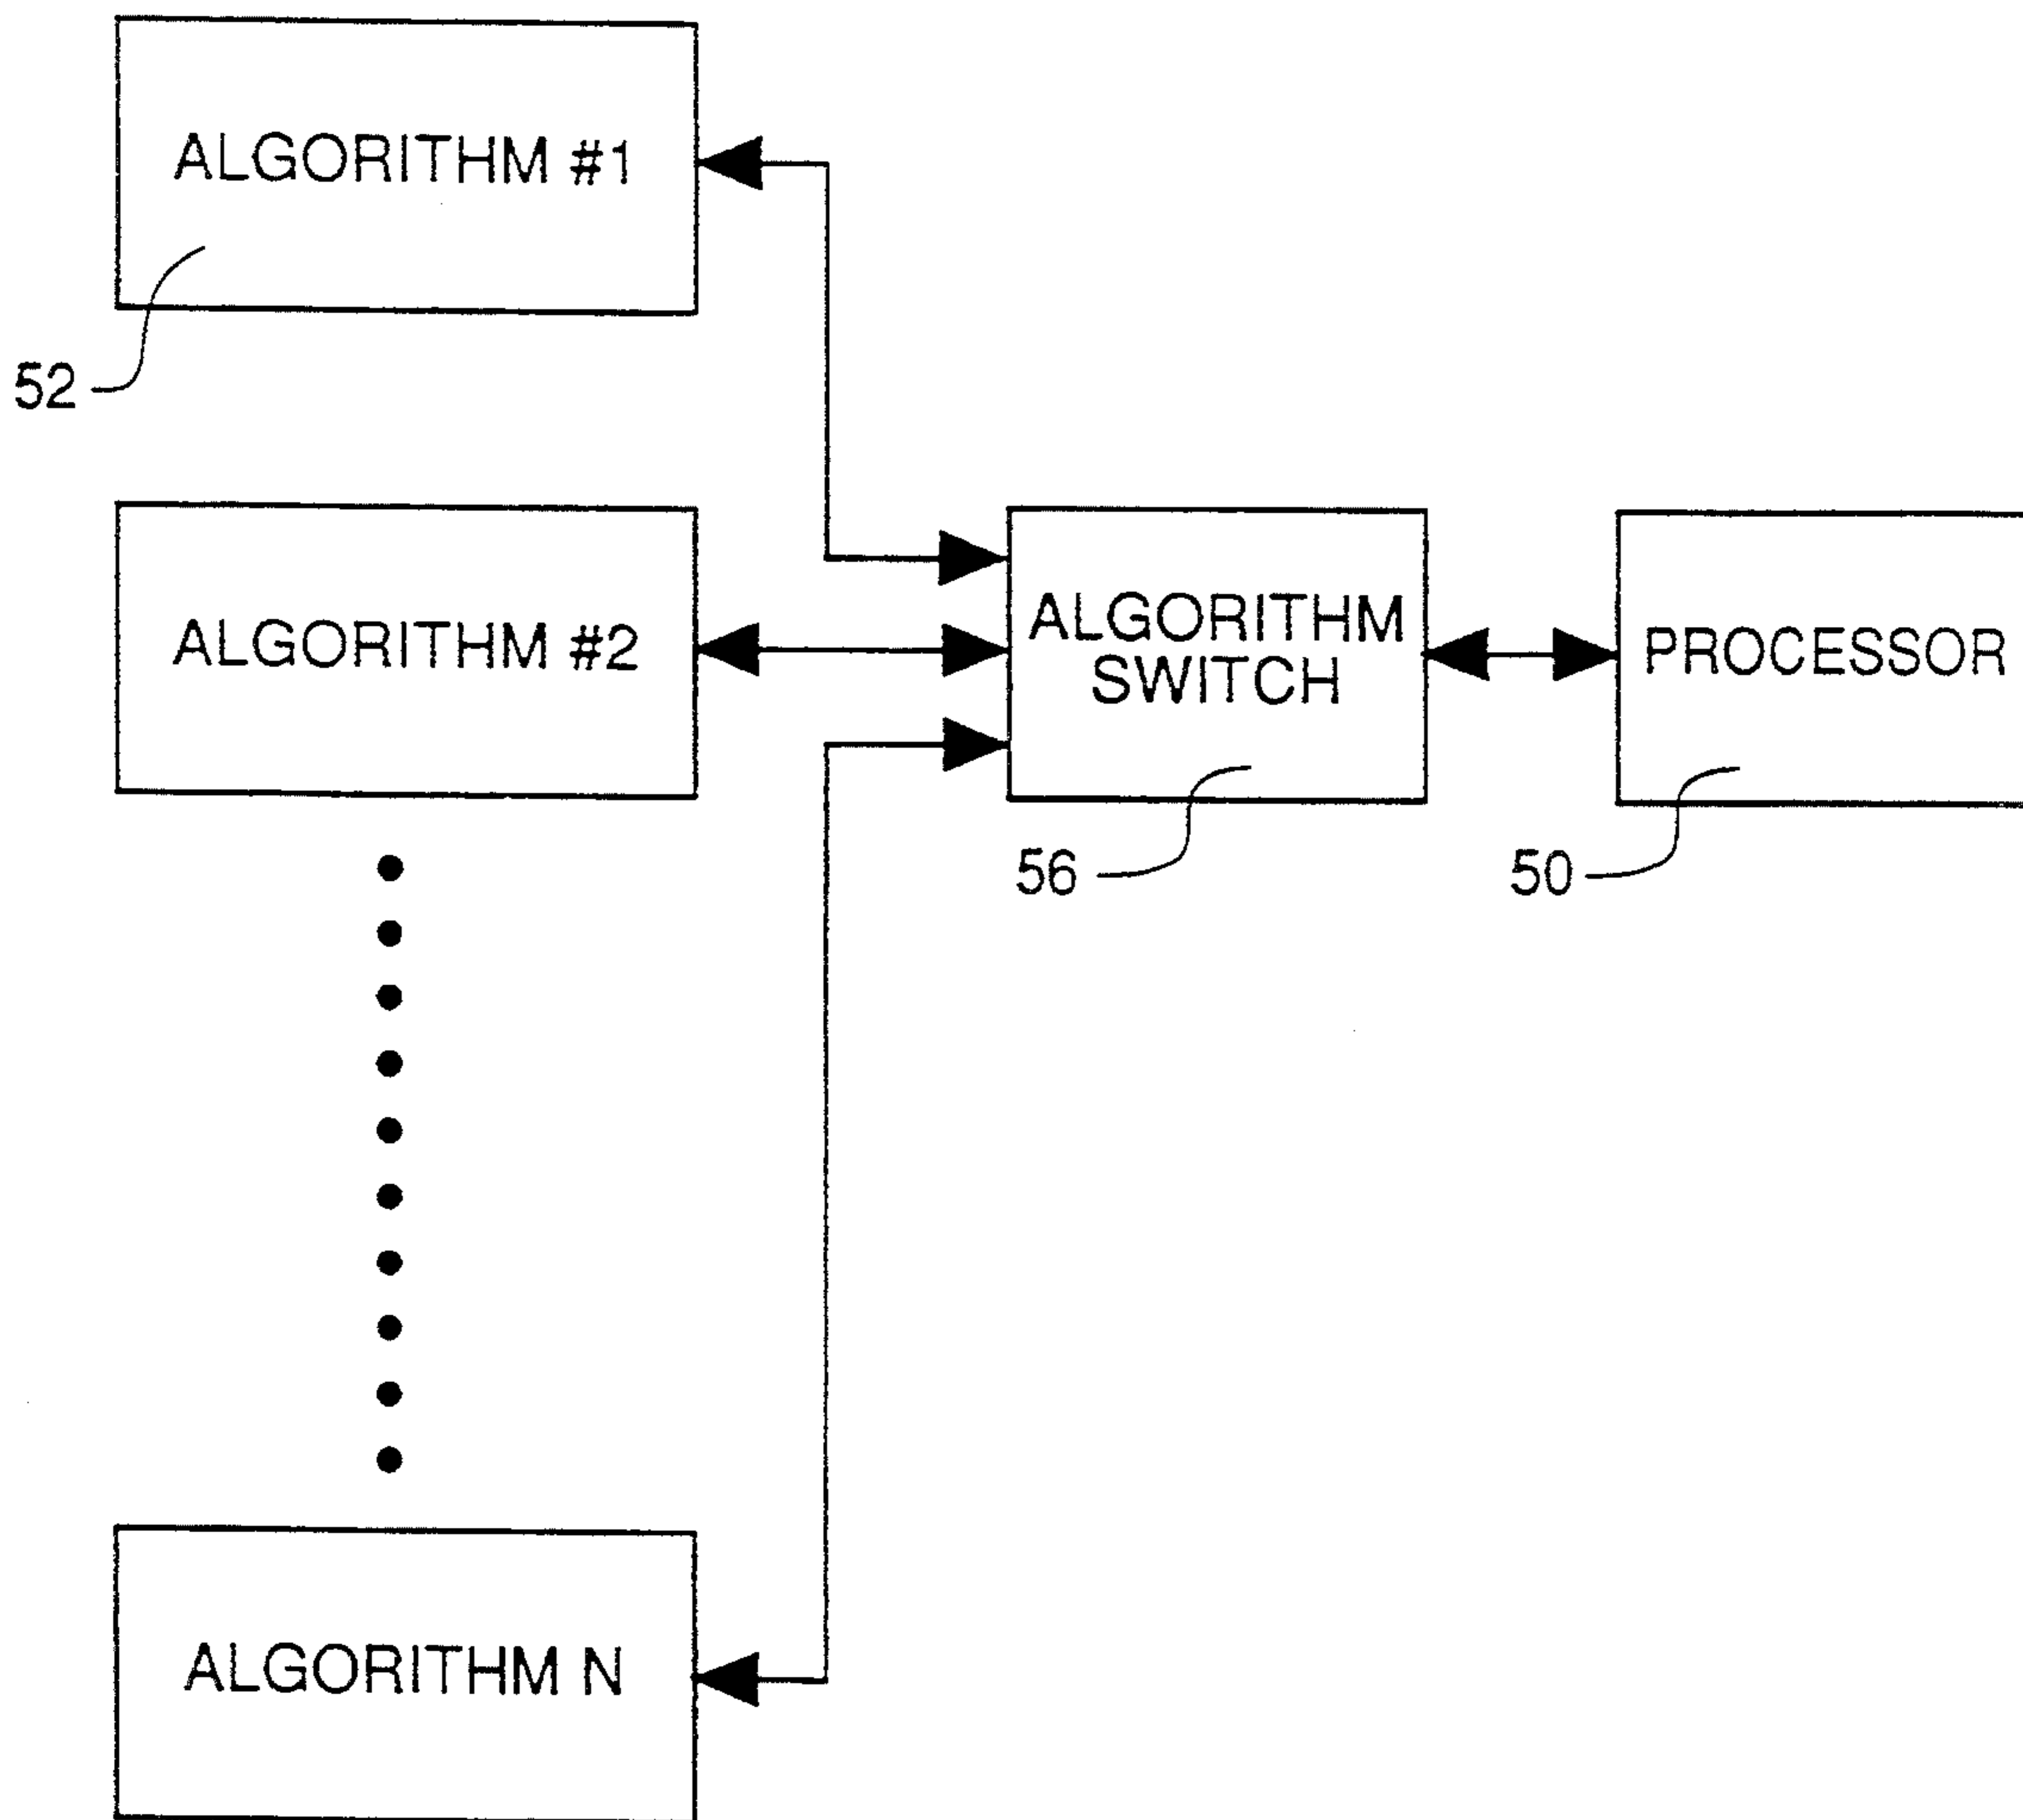 ALGORITHM #1
52
ALGORITHM #2
ALGORITHM
SWITCH
PROCESSOR
56
50
ALGORITHM N